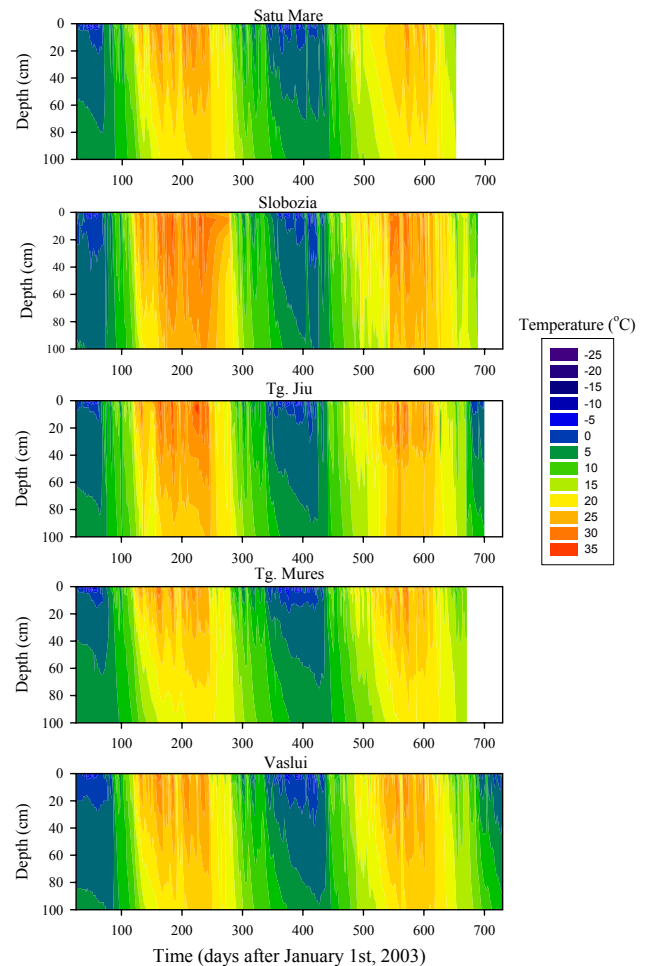 Satu Mare
0
20
40
60
80
100
Depth (cm)
100 200 300 400 500 600 700
Slobozia
0
20
40
60
80
100
Depth (cm)
100 200 300 400 500 600 700
Tg. Jiu
0
20
40
60
80
100
Depth (cm)
100 200 300 400 500 600 700
Tg. Mures
0
20
40
60
80
100
Depth (cm)
100 200 300 400 500 600 700
Vaslui
0
20
40
60
80
100
Depth (cm)
100 200 300 400 500 600 700
Time (days after January 1st, 2003)
Temperature (°C)
-25
-20
-15
-10
-5
0
5
10
15
20
25
30
35